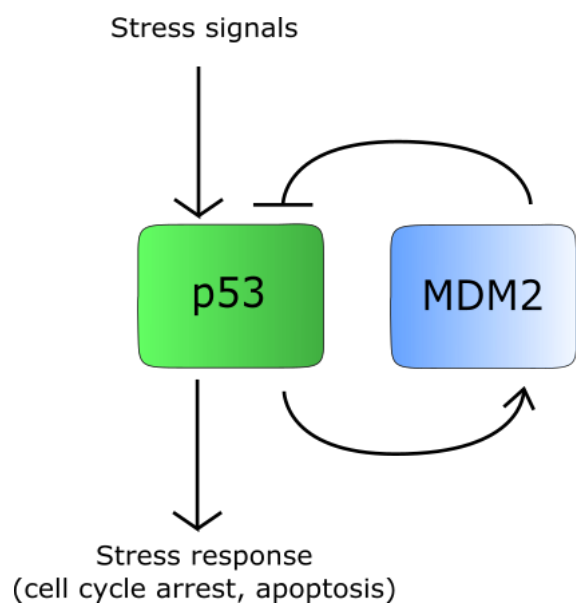 Stress signals
p53
MDM2
Stress response
(cell cycle arrest, apoptosis)